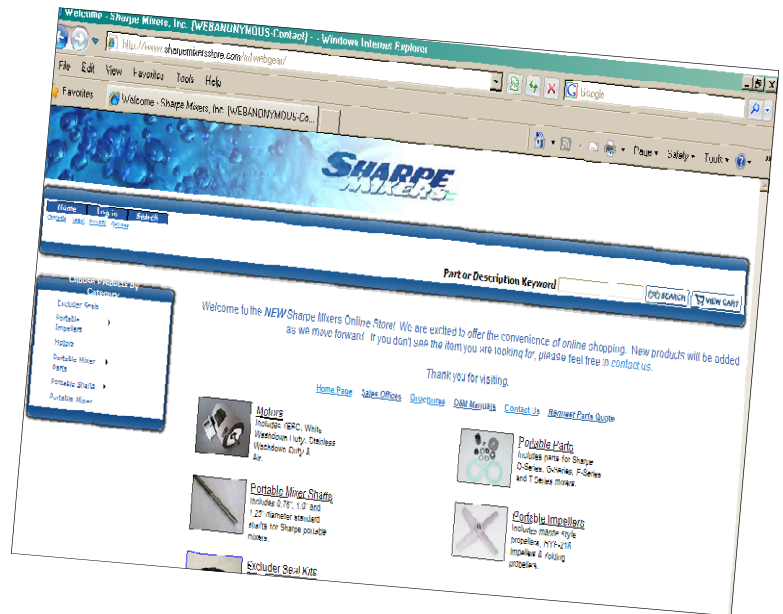 Welcome - Sharpe Mixers, Inc. (WEBANONYMOUS-Contact) - - Windows Internet Explorer
http://www.sharpemixersstore.com/mlwebgear/
Google
File Edit View Favorites Tools Help
Favorites
Welcome - Sharpe Mixers, Inc. (WEBANONYMOUS-Co...
Page Safety Tools
SHARPE
MIXERS
Home Log in Search
Contacts Legal Privacy Returns
Part or Description Keyword
GO SEARCH VIEW CART
Choose Products By
Category
Excluder Seals
Portable
Impellers
Motors
Portable Mixer
Parts
Portable Shafts
Portable Mixer
Welcome to the NEW Sharpe Mixers Online Store! We are excited to offer the convenience of online shopping. New products will be added
as we move forward. If you don't see the item you are looking for, please feel free to contact us.
Thank you for visiting.
Home Page Sales Offices Brochures O&M Manuals Contact Us Request Parts Quote
Motors
Includes TEFC, White
Washdown Duty, Stainless
Washdown Duty &
Air.
Portable Parts
Includes parts for Sharpe
D-Series, G-Series, F-Series
and T Series mixers.
Portable Mixer Shafts
Includes 0.75", 1.0" and
1.25" diameter standard
shafts for Sharpe portable
mixers.
Portable Impellers
Includes marine style
propellers, HYF-218
Impellers & Folding
propellers.
Excluder Seal Kits